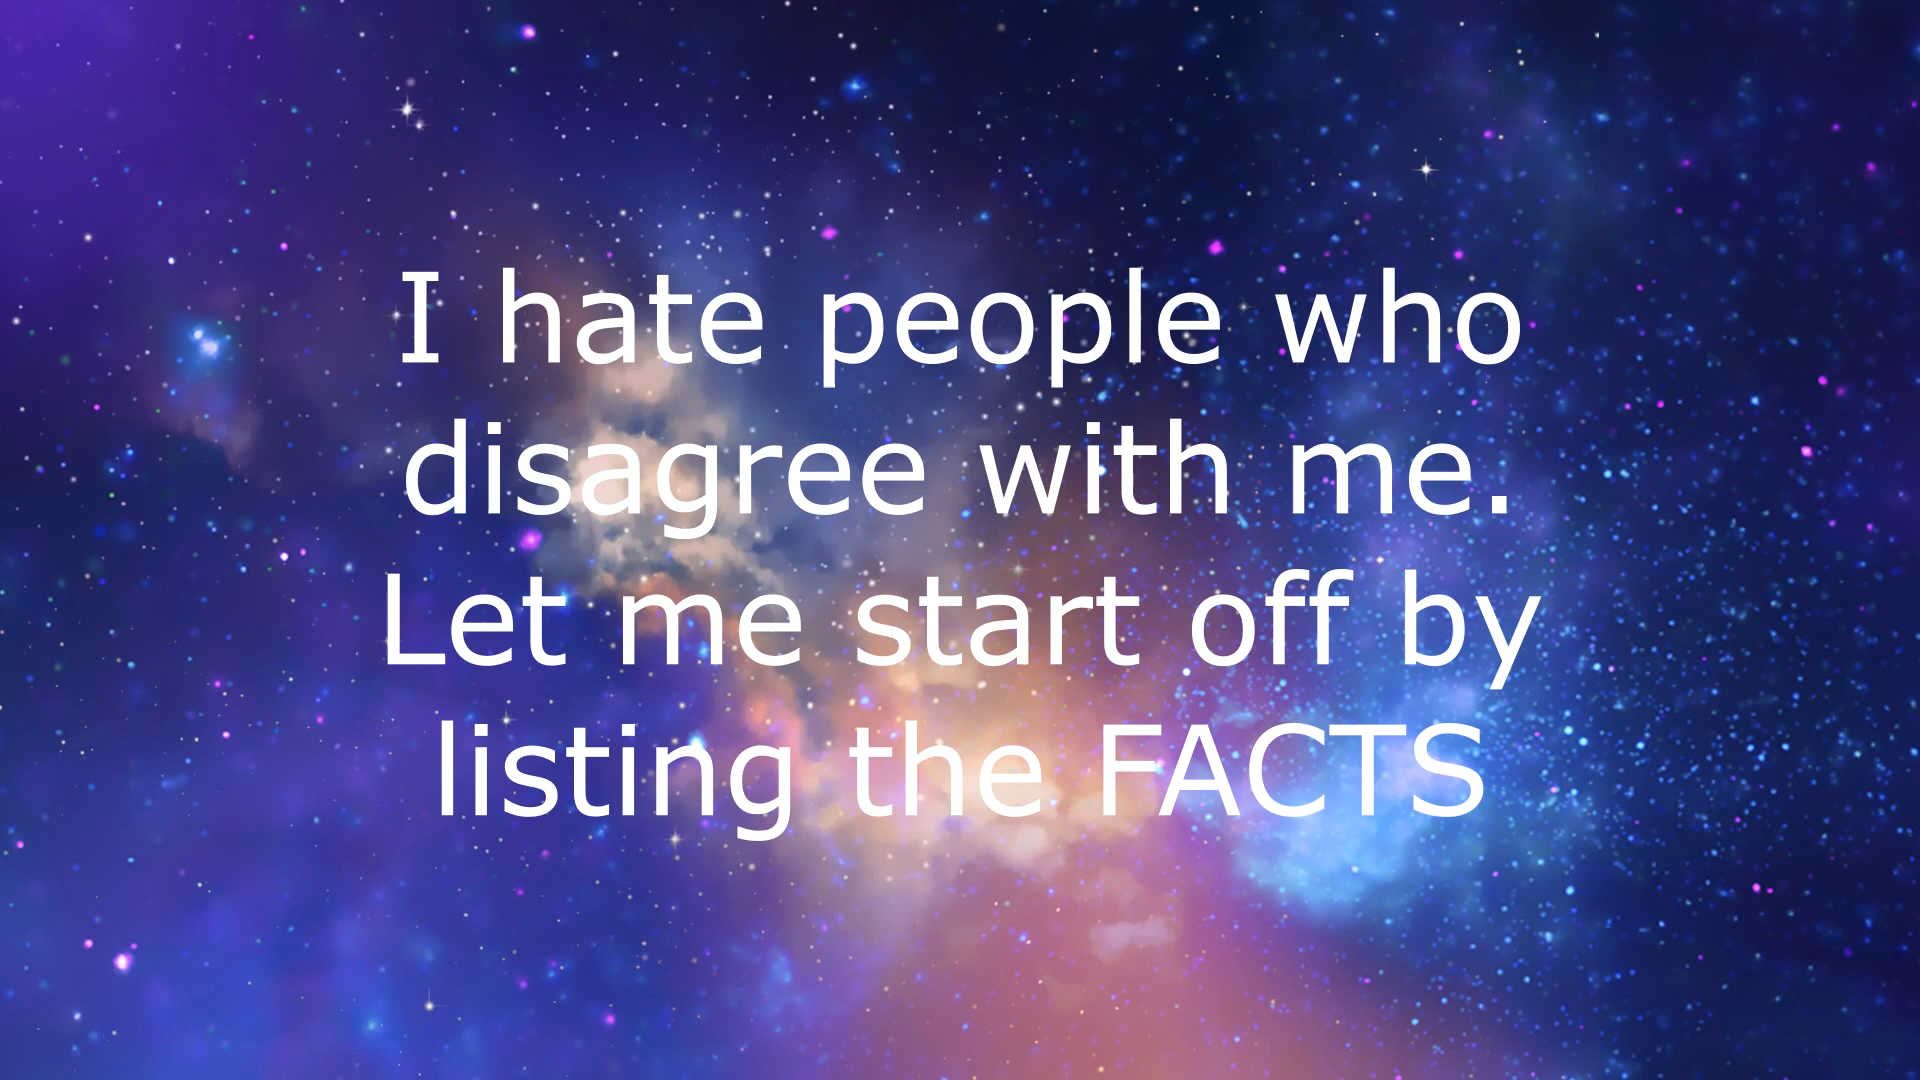 I hate people who
disagree with me.
Let me start off by
listing the FACTS